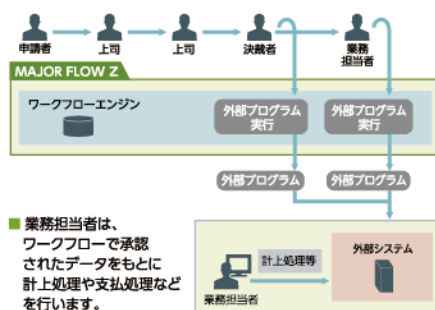 申請者
上司
上司
決裁者
業務
担当者
MAJOR FLOW Z
ワークフローエンジン
外部プログラム
実行
外部プログラム
実行
外部プログラム
外部プログラム
■ 業務担当者は、
ワークフローで承認
されたデータをもとに
計上処理や支払処理など
を行います。
計上処理等
外部システム
業務担当者